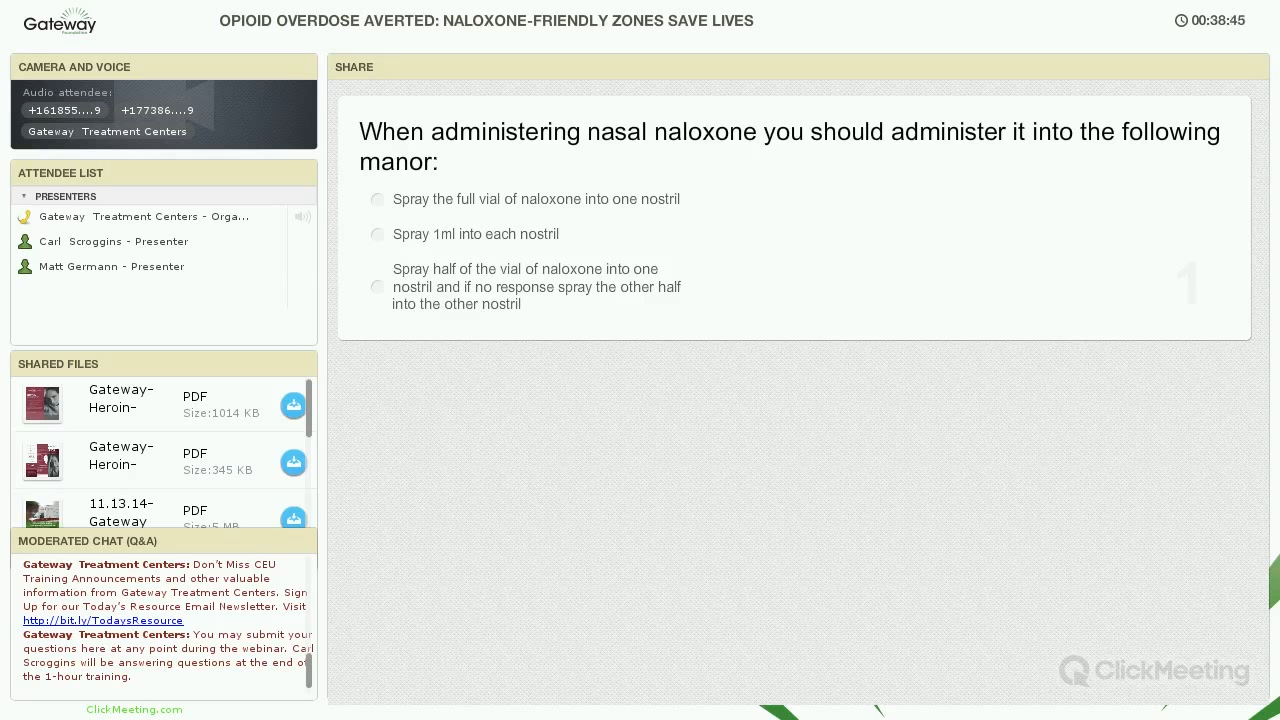 Gateway
Foundation
OPIOID OVERDOSE AVERTED: NALOXONE-FRIENDLY ZONES SAVE LIVES
00:38:45
CAMERA AND VOICE
Audio attendee:
+161855....9 +177386....9
Gateway Treatment Centers
ATTENDEE LIST
PRESENTERS
Gateway Treatment Centers - Orga...
Carl Scroggins - Presenter
Matt Germann - Presenter
SHARED FILES
Gateway-
Heroin-
PDF
Size:1014 KB
Gateway-
Heroin-
PDF
Size:345 KB
11.13.14-
Gateway
PDF
Size:5 MB
MODERATED CHAT (Q&A)
Gateway Treatment Centers: Don't Miss CEU
Training Announcements and other valuable
information from Gateway Treatment Centers. Sign
Up for our Today's Resource Email Newsletter. Visit
http://bit.ly/TodaysResource
Gateway Treatment Centers: You may submit your
questions here at any point during the webinar. Carl
Scroggins will be answering questions at the end of
the 1-hour training.
ClickMeeting.com
SHARE
When administering nasal naloxone you should administer it into the following
manor:
Spray the full vial of naloxone into one nostril
Spray 1ml into each nostril
Spray half of the vial of naloxone into one
nostril and if no response spray the other half
into the other nostril
1
ClickMeeting